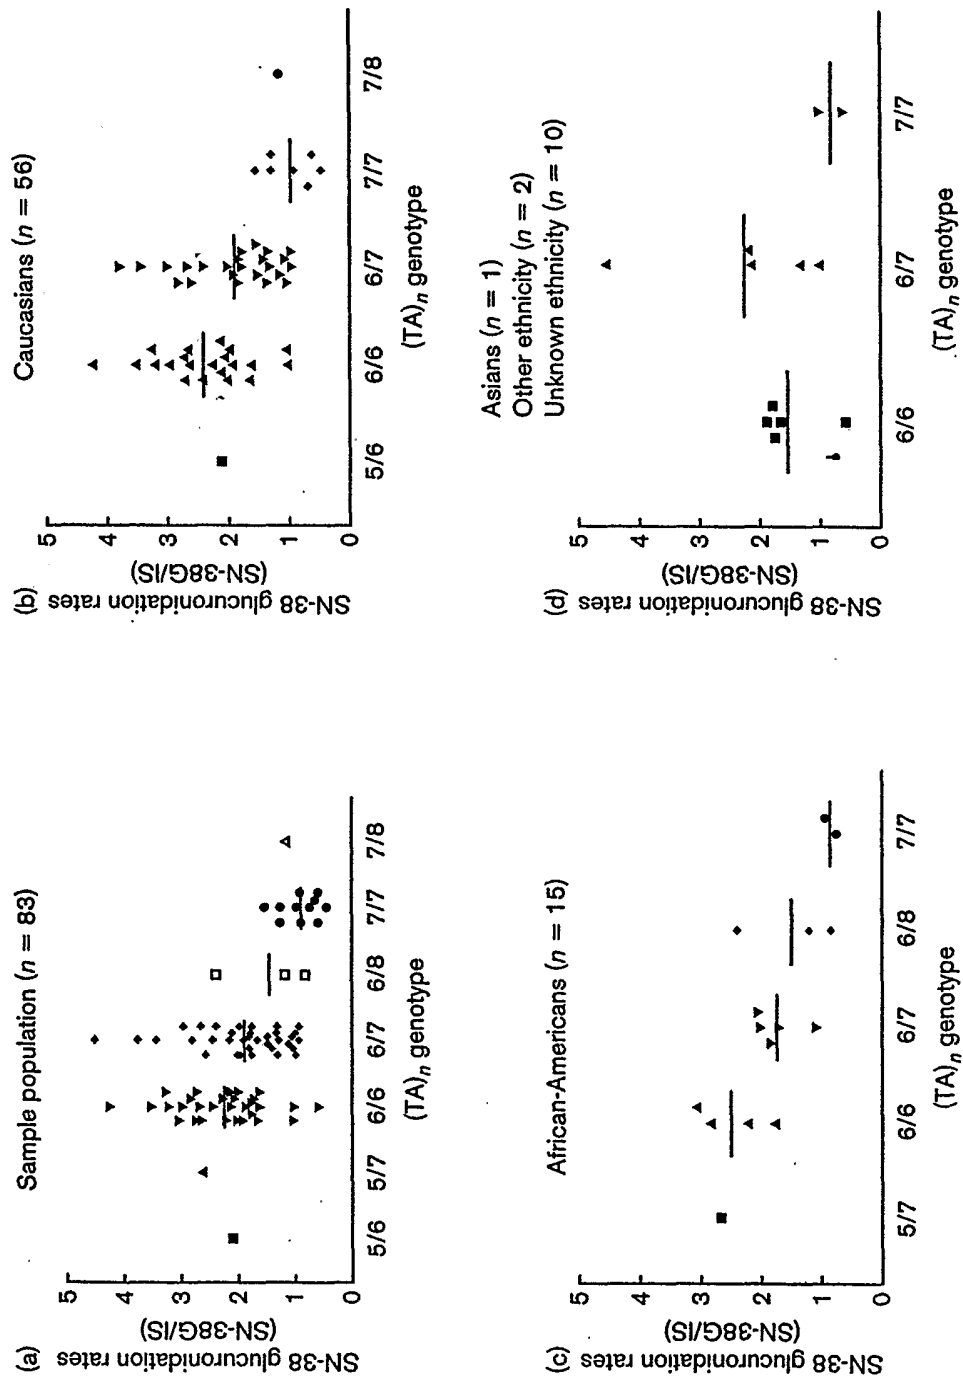 (a)
Sample population (n = 83)
SN-38 glucuronidation rates
(SN-38G/IS)
5
4
3
2
1
0
5/6
5/7
6/6
6/7
6/8
7/7
7/8
(TA)n genotype
(b)
Caucasians (n = 56)
SN-38 glucuronidation rates
(SN-38G/IS)
5
4
3
2
1
0
5/6
6/6
6/7
7/7
7/8
(TA)n genotype
(c)
African-Americans (n = 15)
SN-38 glucuronidation rates
(SN-38G/IS)
5
4
3
2
1
0
5/7
6/6
6/7
6/8
7/7
(TA)n genotype
(d)
Asians (n = 1)
Other ethnicity (n = 2)
Unknown ethnicity (n = 10)
SN-38 glucuronidation rates
(SN-38G/IS)
5
4
3
2
1
0
6/6
6/7
7/7
(TA)n genotype